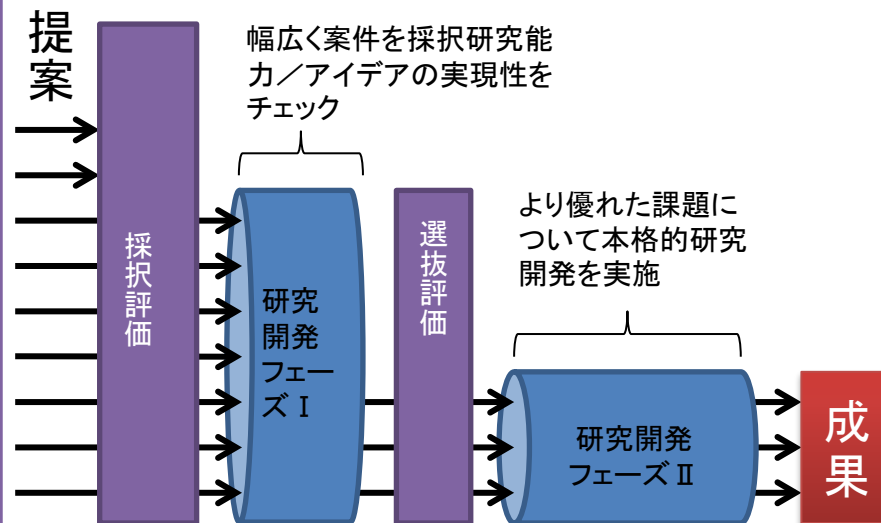 提案
幅広く案件を採択研究能
力／アイデアの実現性を
チェック
採択評価
研究
開発
フェー
ズⅠ
選抜評価
より優れた課題に
ついて本格的研究
開発を実施
研究開発
フェーズⅡ
成果